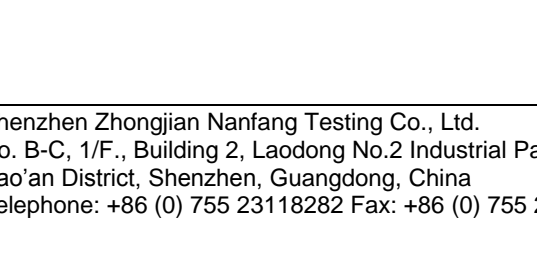 henzhen Zhongjian Nanfang Testing Co., Ltd.
o. B-C, 1/F., Building 2, Laodong No.2 Industrial Pa
ao’an District, Shenzhen, Guangdong, China
elephone: +86 (0) 755 23118282 Fax: +86 (0) 755 2